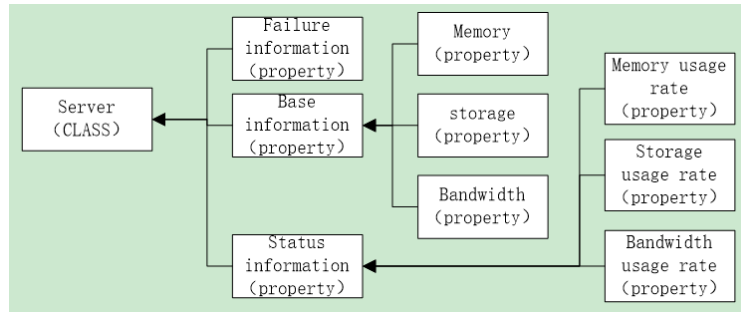 Server
（CLASS）
Failure
information
(property）
Base
information
(property）
Status
information
(property）
Memory
(property）
storage
(property）
Bandwidth
(property）
Memory usage
rate
(property）
Storage
usage rate
(property）
Bandwidth
usage rate
(property）